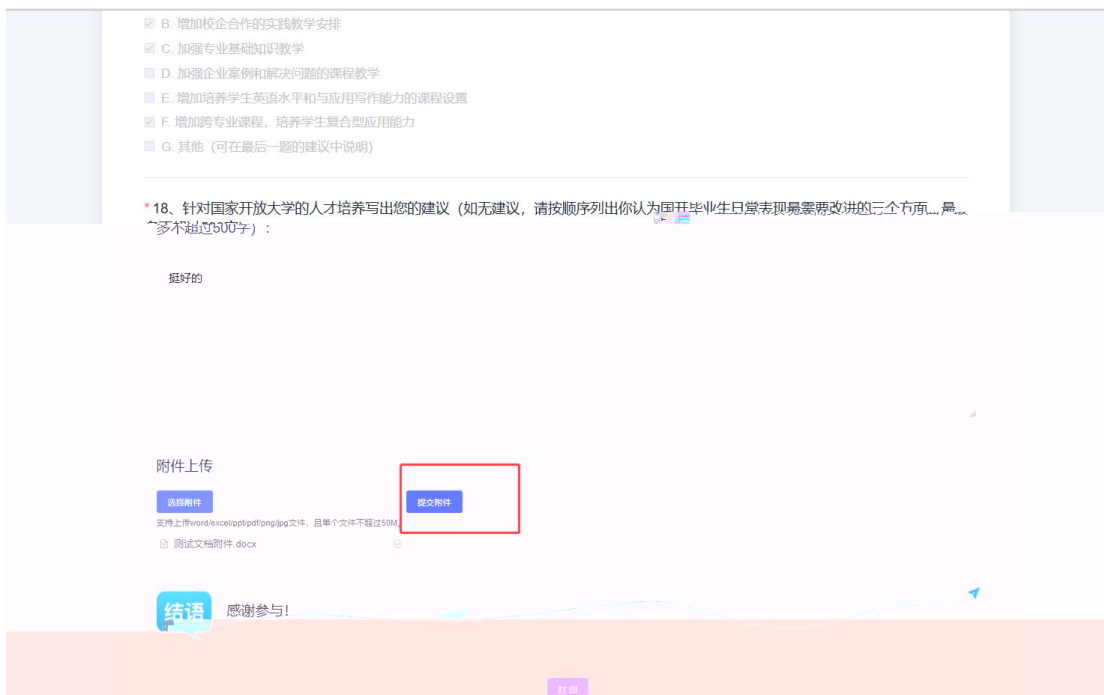 B. 增加校企合作的实践教学安排
C. 加强专业基础知识教学
D. 加强企业案例和解决问题的课程教学
E. 增加培养学生英语水平和与应用写作能力的课程设置
F. 增加跨专业课程，培养学生复合型应用能力
G. 其他（可在最后一题的建议中说明）
*18、针对国家开放大学的人才培养写出您的建议（如无建议，请按顺序列出你认为国开毕业生日常表现最需要改进的三个方面，最
多不超过500字）：
挺好的
附件上传
选择附件 提交附件
支持上传word/excel/ppt/pdf/png/jpg文件，且单个文件不超过50M。
测试文档附件.docx
结语 感谢参与!
打印